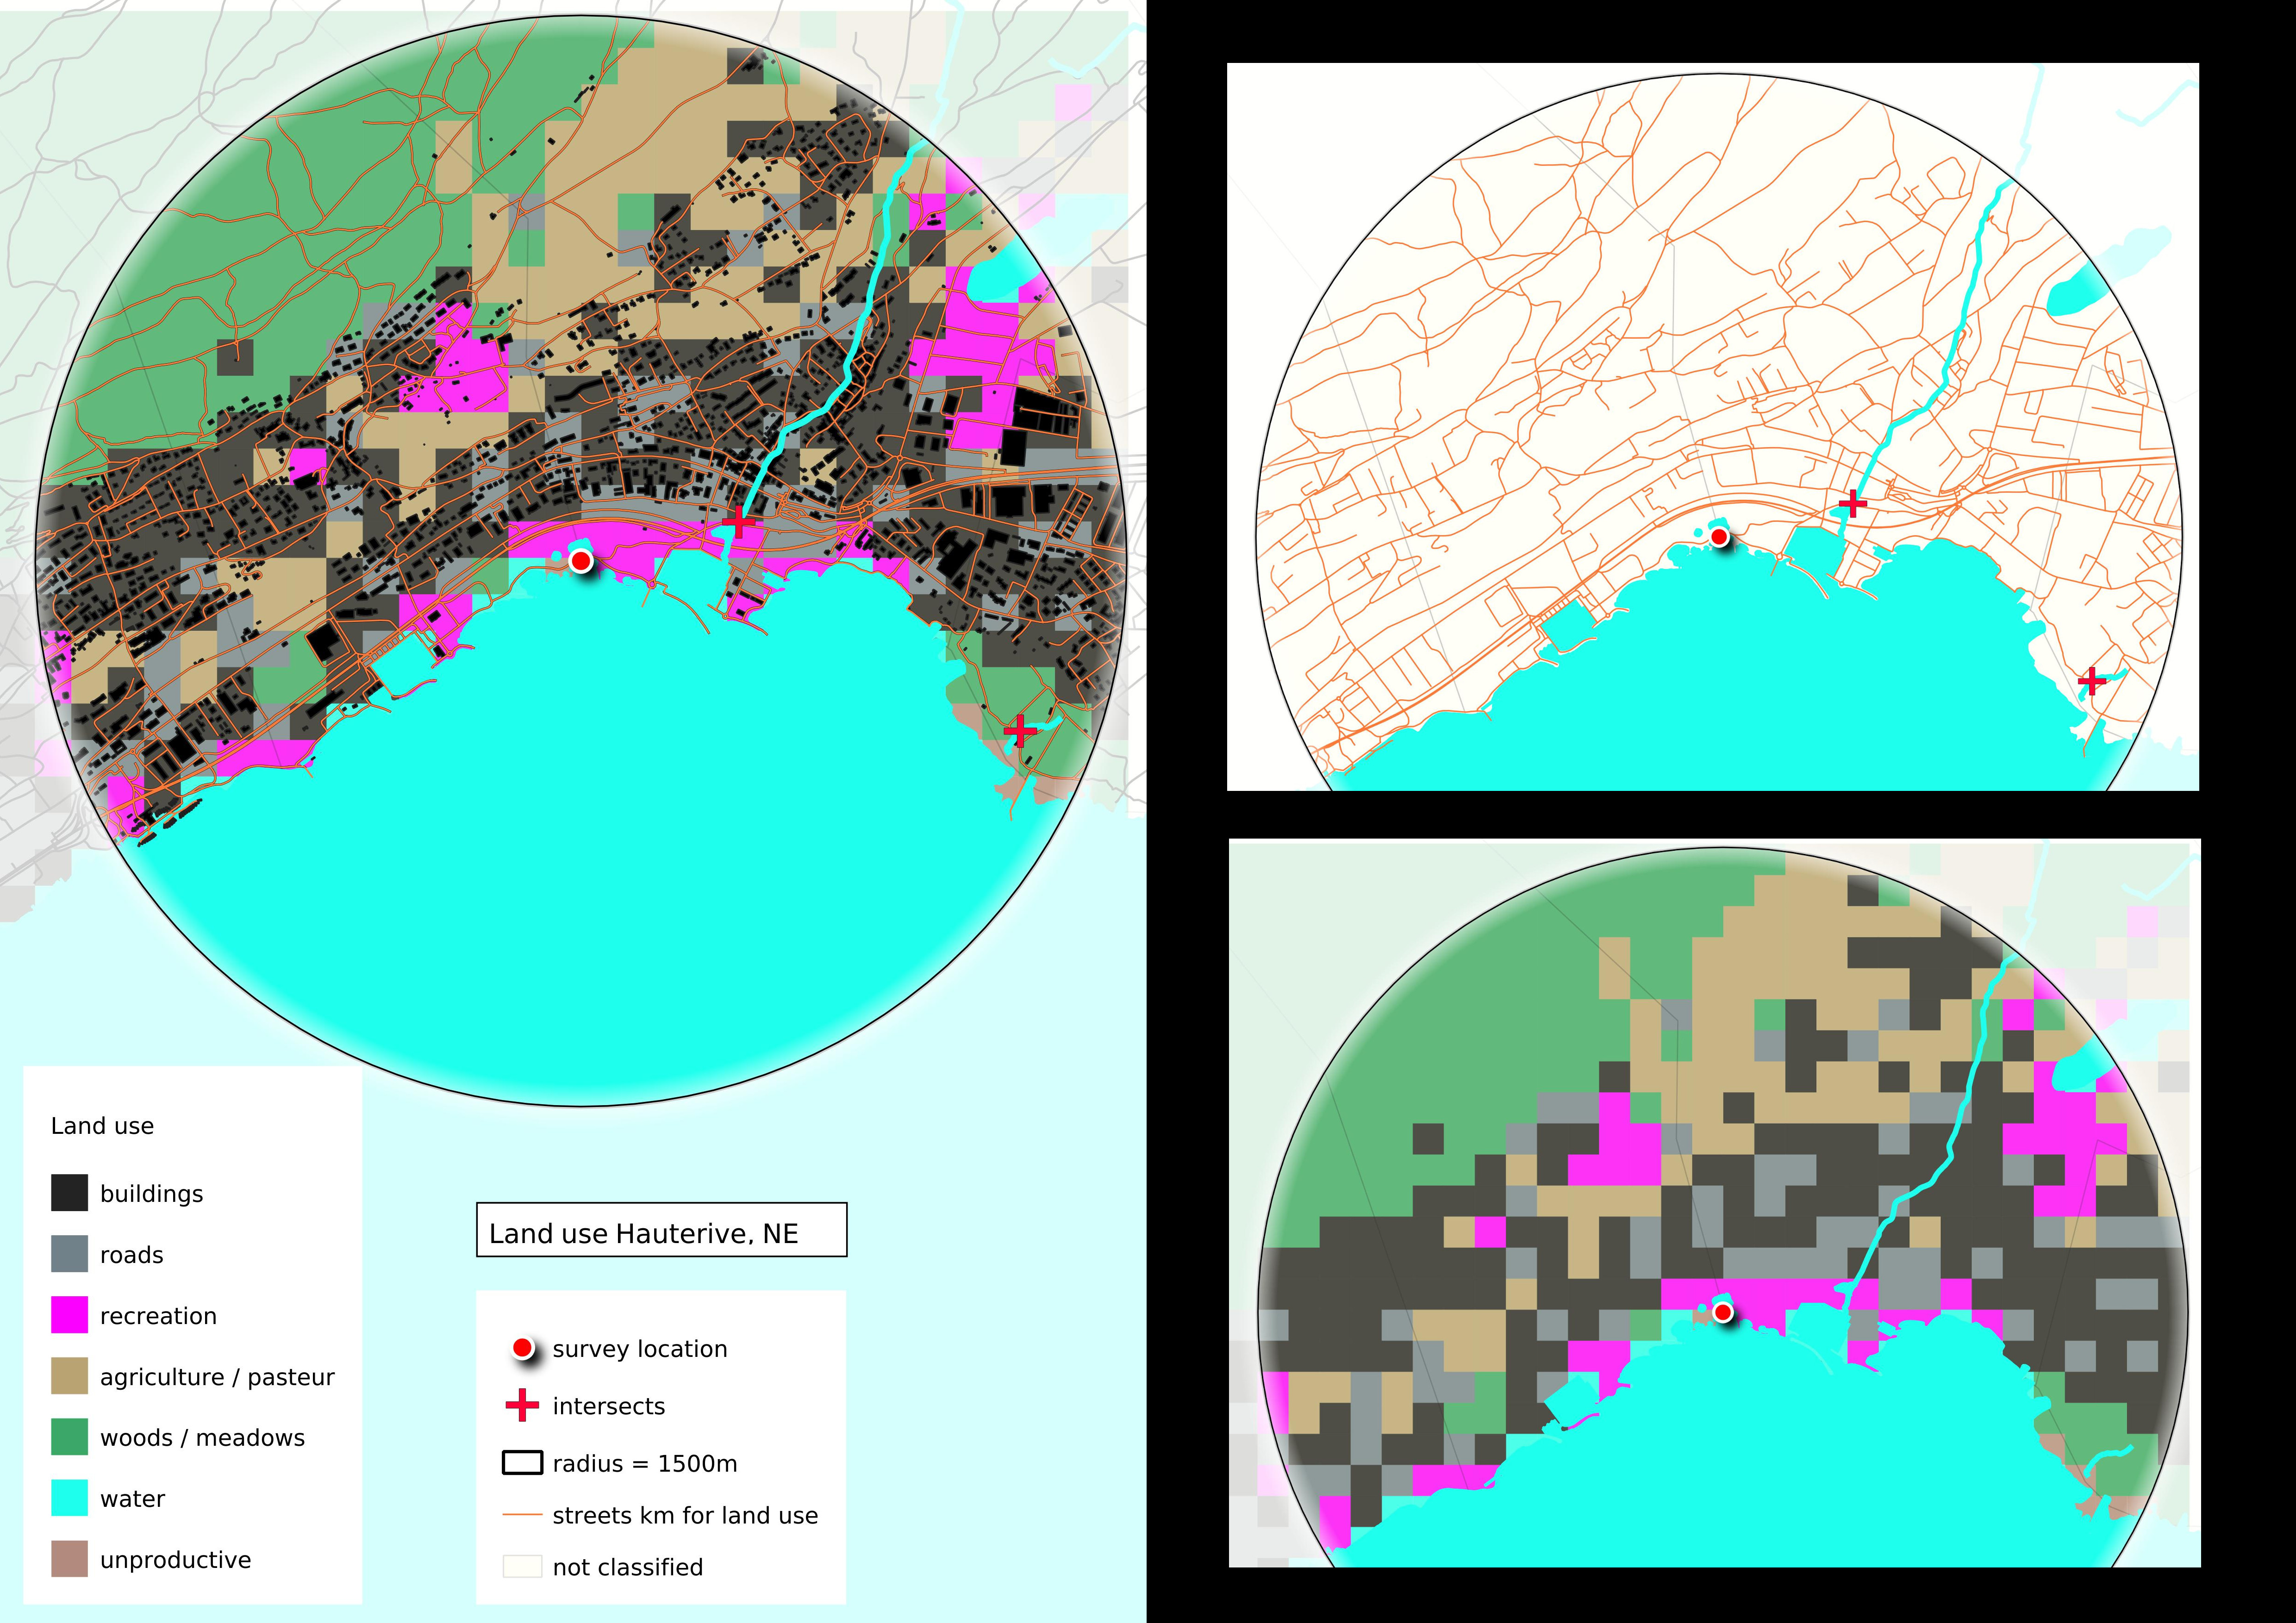 Land use
buildings
roads
recreation
agriculture / pasteur
woods / meadows
water
unproductive
Land use Hauterive, NE
survey location
intersects
radius = 1500m
streets km for land use
not classified